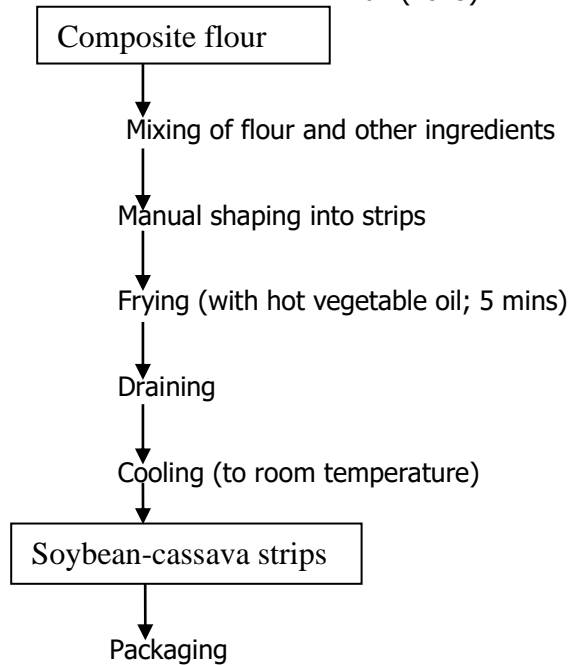 Composite flour
Mixing of flour and other ingredients
Manual shaping into strips
Frying (with hot vegetable oil; 5 mins)
Draining
Cooling (to room temperature)
Soybean-cassava strips
Packaging